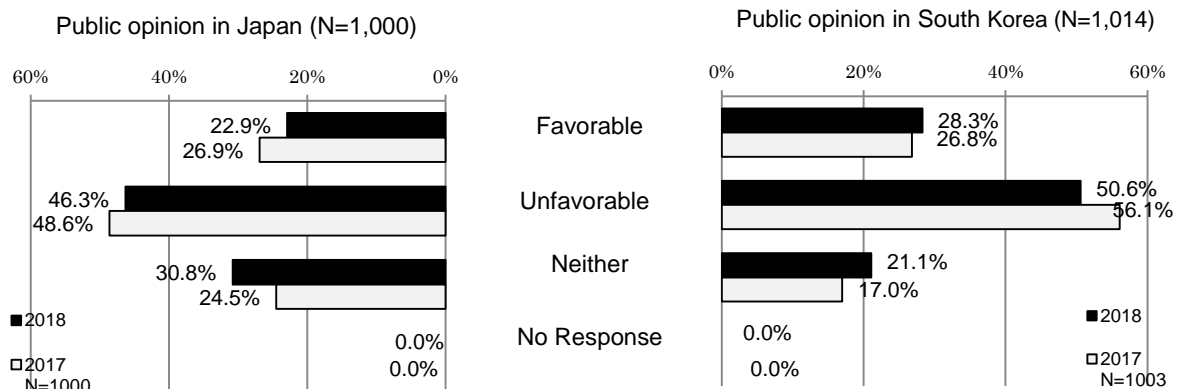 Public opinion in Japan (N=1,000)
60% 40% 20% 0%
22.9%
26.9%
46.3%
48.6%
30.8%
24.5%
0.0%
0.0%
2018
2017
N=1000
Favorable
Unfavorable
Neither
No Response
Public opinion in South Korea (N=1,014)
0% 20% 40% 60%
28.3%
26.8%
50.6%
56.1%
21.1%
17.0%
0.0%
0.0%
2018
2017
N=1003